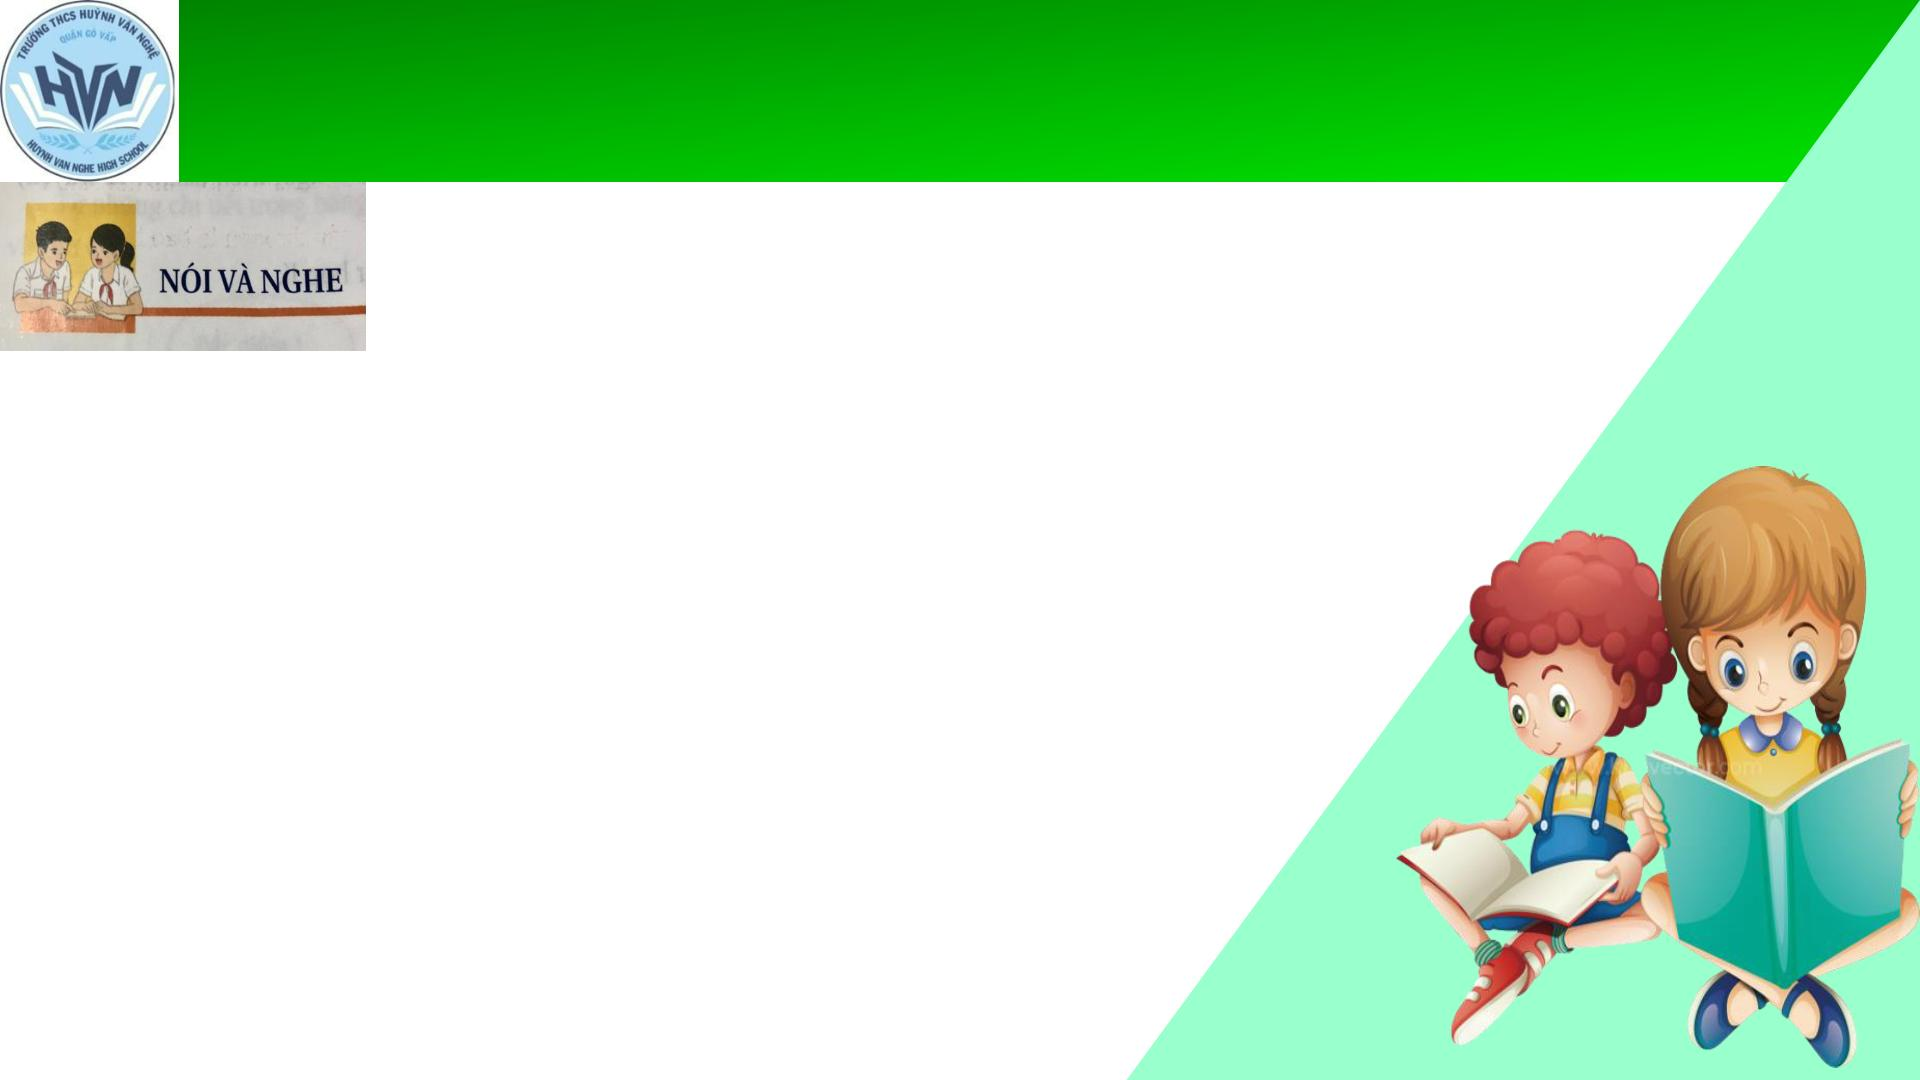 TRƯỜNG THCS HUỲNH VĂN NGHỆ
QUẬN GÒ VẤP
HVN
HUYNH VAN NGHE HIGH SCHOOL
NÓI VÀ NGHE